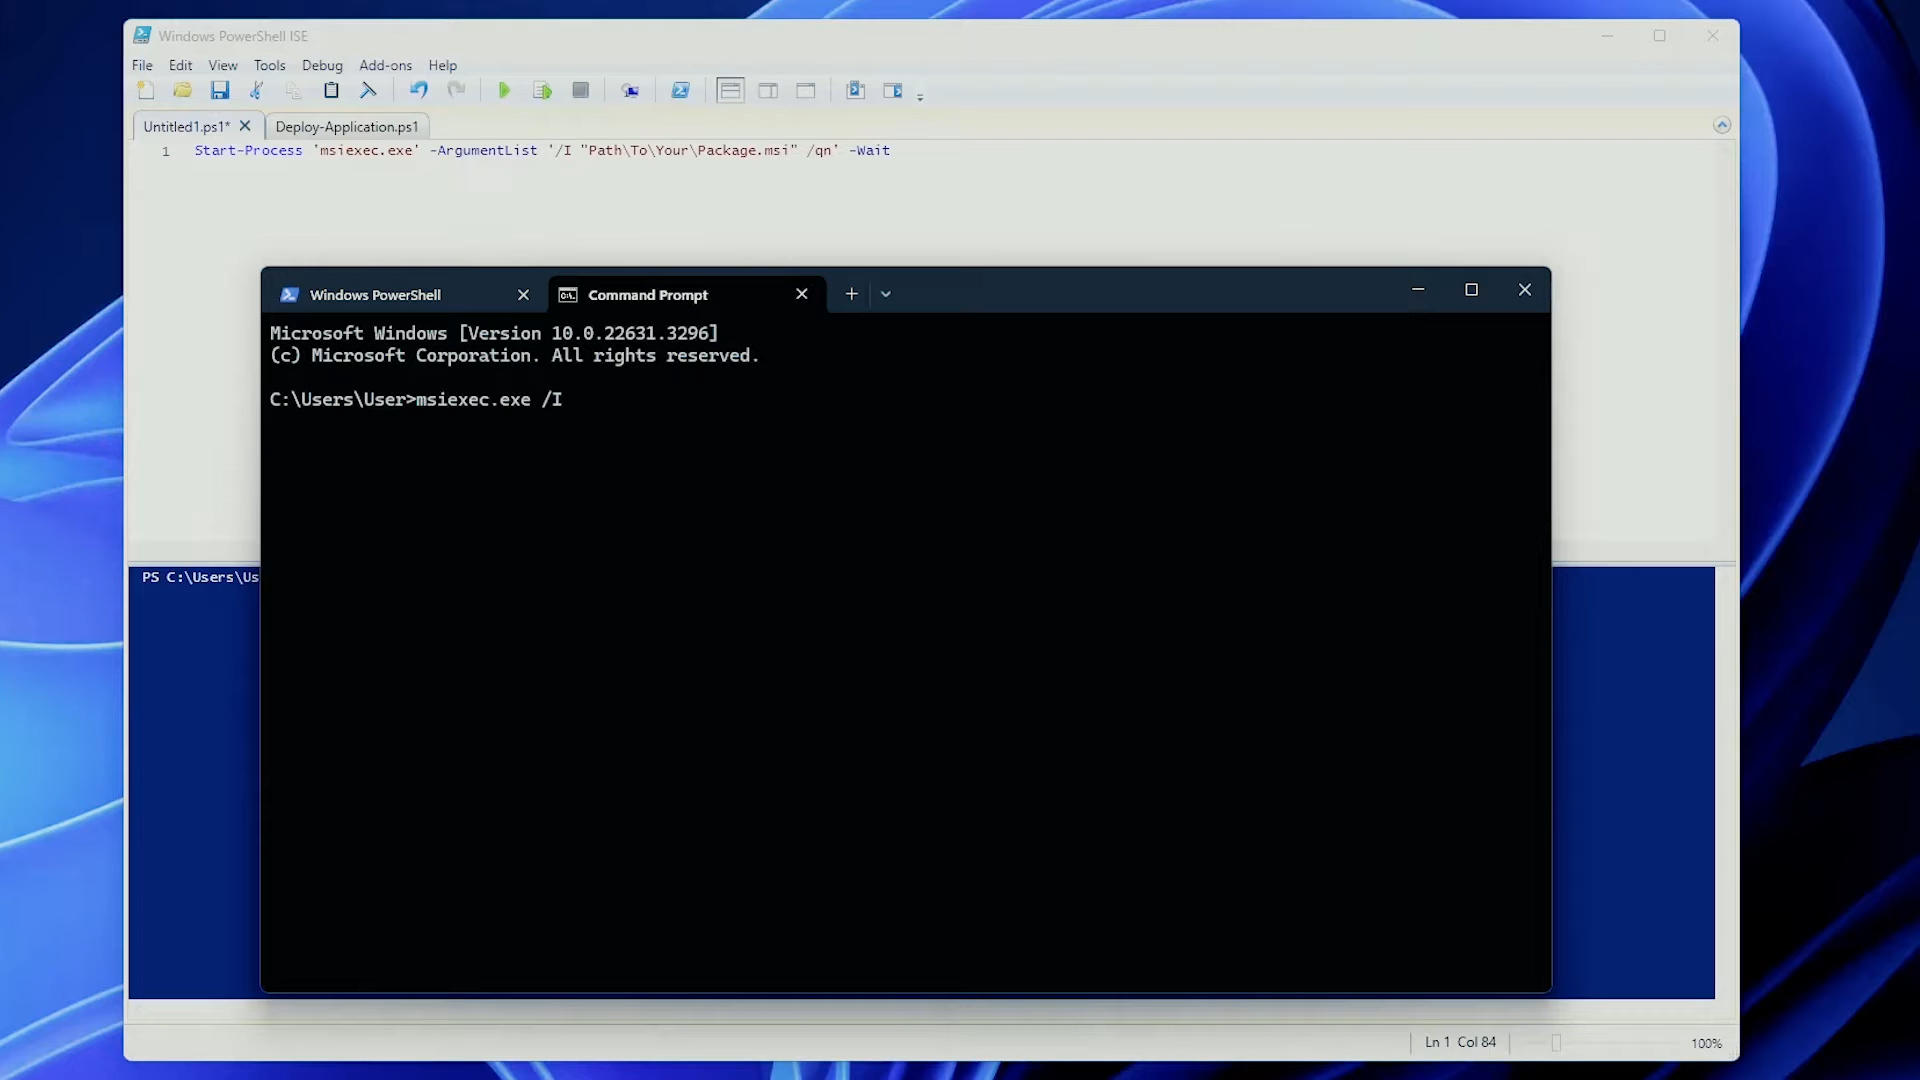 Windows PowerShell ISE
File Edit View Tools Debug Add-ons Help
Untitled1.ps1* Deploy-Application.ps1
1 Start-Process 'msiexec.exe' -ArgumentList '/I "Path\To\Your\Package.msi" /qn' -Wait
Windows PowerShell Command Prompt
Microsoft Windows [Version 10.0.22631.3296]
(c) Microsoft Corporation. All rights reserved.
C:\Users\User>msiexec.exe /I
PS C:\Users\Us
Ln 1 Col 84 100%